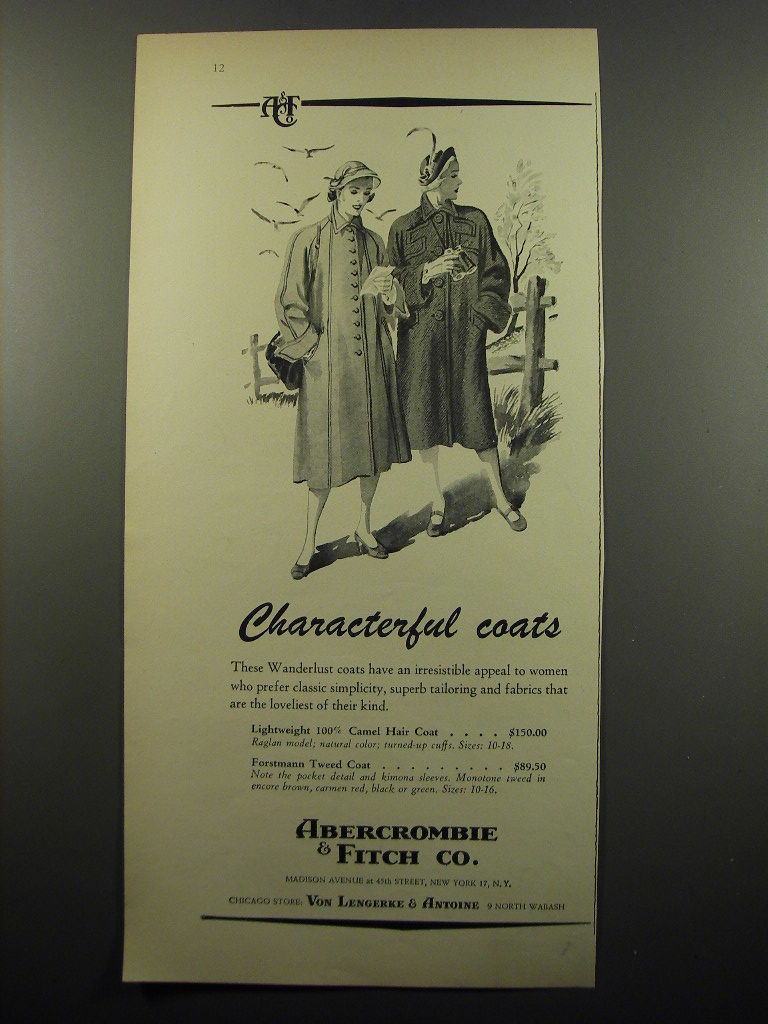 12
A&F Co
Characterful coats
These Wanderlust coats have an irresistible appeal to women
who prefer classic simplicity, superb tailoring and fabrics that
are the loveliest of their kind.
Lightweight 100% Camel Hair Coat . . . . $150.00
Raglan model; natural color; turned-up cuffs. Sizes: 10-18.
Forstmann Tweed Coat . . . . . . . . . $89.50
Note the pocket detail and kimona sleeves. Monotone tweed in
encore brown, carmen red, black or green. Sizes: 10-16.
ABERCROMBIE
& FITCH CO.
MADISON AVENUE at 45th STREET, NEW YORK 17, N.Y.
CHICAGO STORE: VON LENGERKE & ANTOINE 9 NORTH WABASH